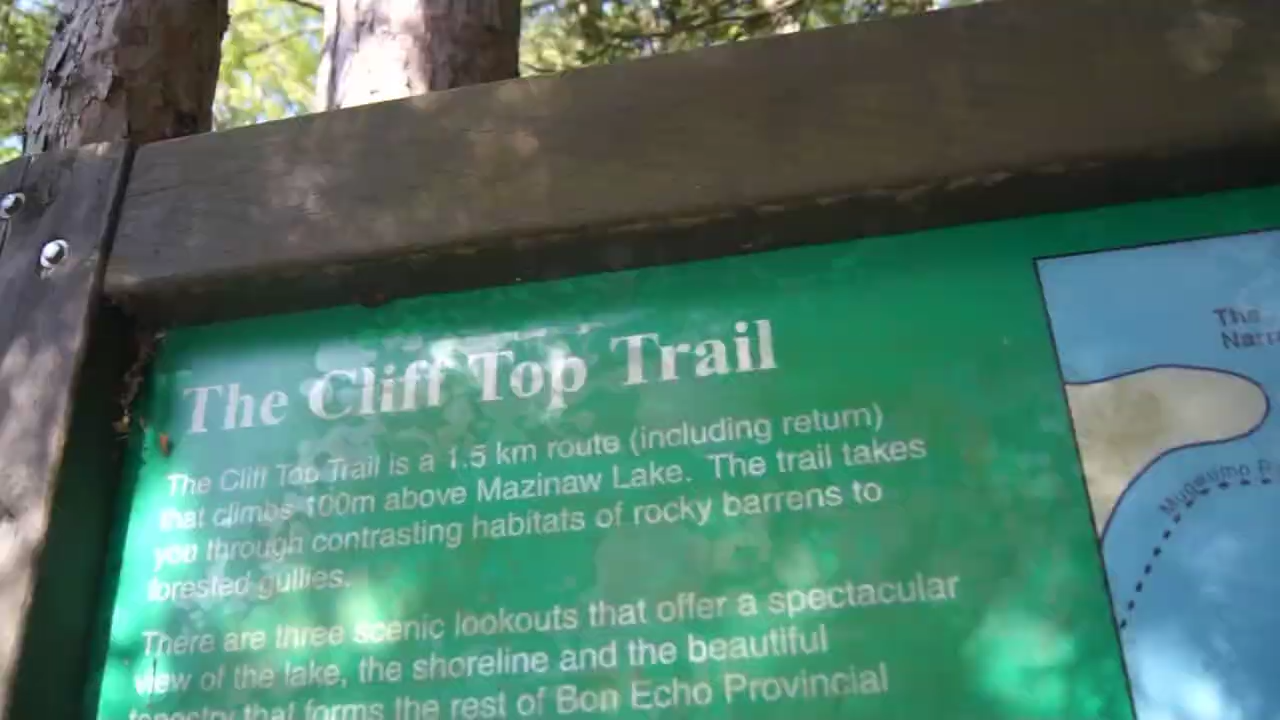 The Cliff Top Trail
The Cliff Top Trail is a 1.5 km route (including return)
that climbs 100m above Mazinaw Lake. The trail takes
you through contrasting habitats of rocky barrens to
forested gullies.
There are three scenic lookouts that offer a spectacular
view of the lake, the shoreline and the beautiful
tapestry that forms the rest of Bon Echo Provincial
The